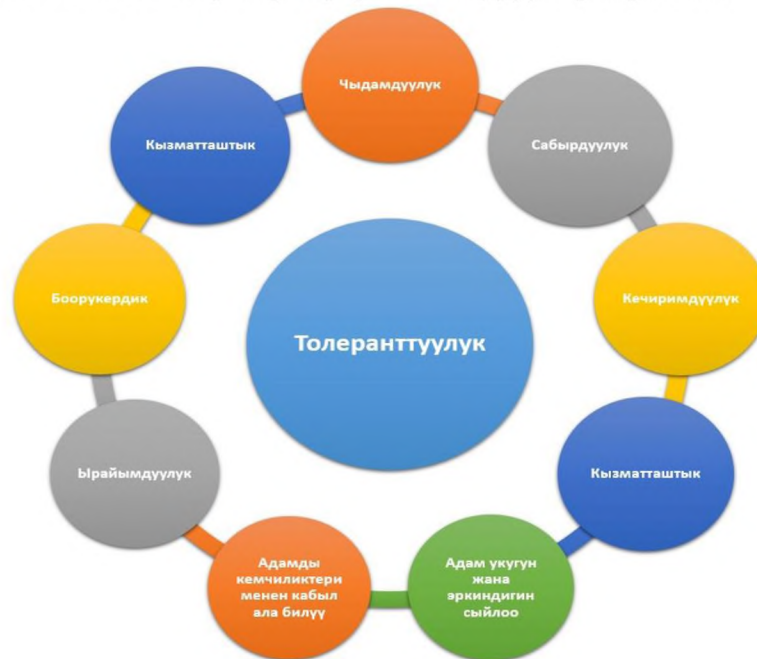 Чыдамдуулук
Сабырдуулук
Кечиримдүүлүк
Кызматташтык
Адам укугун
жана
эркиндигин
сыйлоо
Адамды
кемчиликтери
менен кабыл
ала билүү
Ырайымдуулук
Боорукердик
Кызматташтык
Толеранттуулук